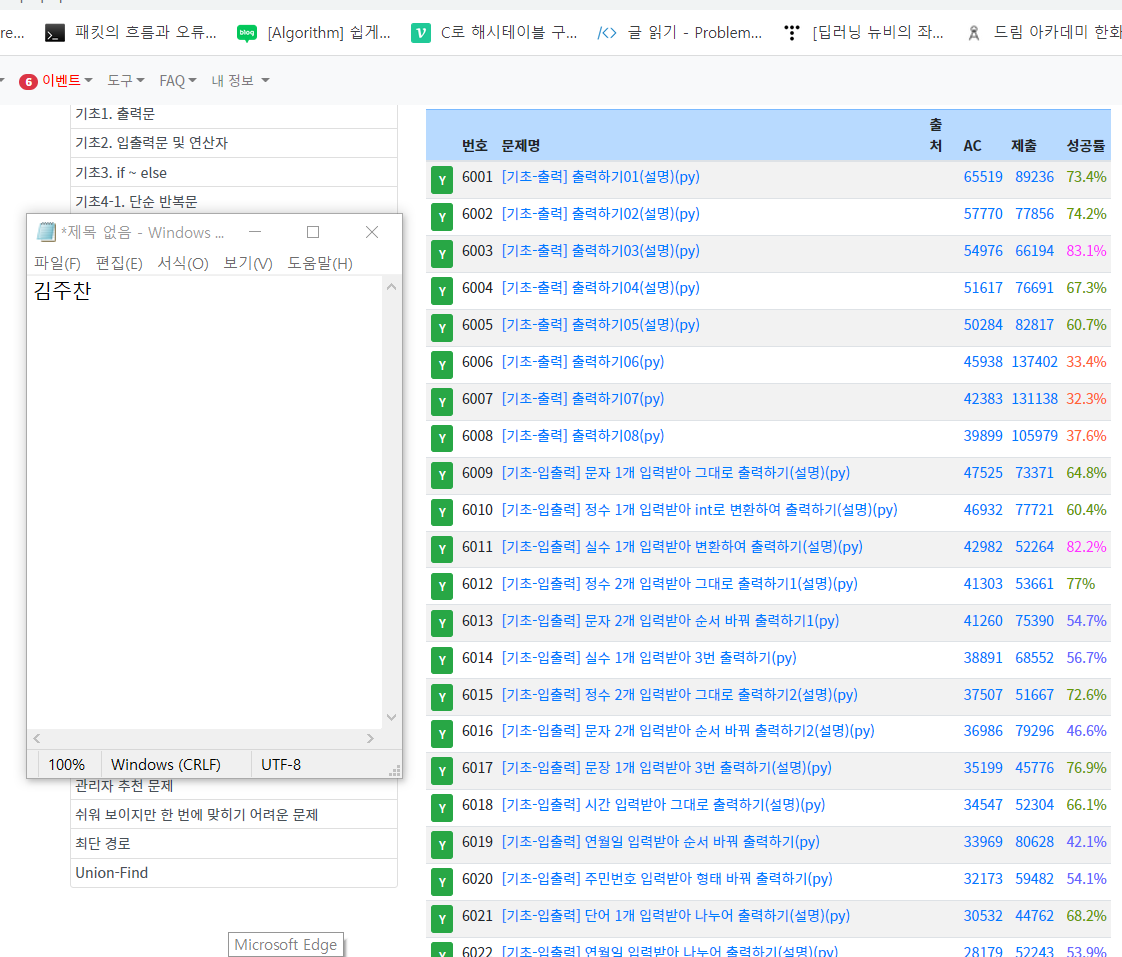 re... 패킷의 흐름과 오류... blog [Algorithm] 쉽게... C로 해시테이블 구... 글 읽기 - Problem... [딥러닝 뉴비의 좌... 드림 아카데미 한화
6 이벤트 도구 FAQ 내 정보
기초1. 출력문
기초2. 입출력문 및 연산자
기초3. if ~ else
기초4-1. 단순 반복문
*제목 없음 - Windows ...
파일(F) 편집(E) 서식(O) 보기(V) 도움말(H)
김주찬
100% Windows (CRLF) UTF-8
관리자 추천 문제
쉬워 보이지만 한 번에 맞히기 어려운 문제
최단 경로
Union-Find
Microsoft Edge
번호 문제명 출처 AC 제출 성공률
Y 6001 [기초-출력] 출력하기01(설명)(py) 65519 89236 73.4%
Y 6002 [기초-출력] 출력하기02(설명)(py) 57770 77856 74.2%
Y 6003 [기초-출력] 출력하기03(설명)(py) 54976 66194 83.1%
Y 6004 [기초-출력] 출력하기04(설명)(py) 51617 76691 67.3%
Y 6005 [기초-출력] 출력하기05(설명)(py) 50284 82817 60.7%
Y 6006 [기초-출력] 출력하기06(py) 45938 137402 33.4%
Y 6007 [기초-출력] 출력하기07(py) 42383 131138 32.3%
Y 6008 [기초-출력] 출력하기08(py) 39899 105979 37.6%
Y 6009 [기초-입출력] 문자 1개 입력받아 그대로 출력하기(설명)(py) 47525 73371 64.8%
Y 6010 [기초-입출력] 정수 1개 입력받아 int로 변환하여 출력하기(설명)(py) 46932 77721 60.4%
Y 6011 [기초-입출력] 실수 1개 입력받아 변환하여 출력하기(설명)(py) 42982 52264 82.2%
Y 6012 [기초-입출력] 정수 2개 입력받아 그대로 출력하기1(설명)(py) 41303 53661 77%
Y 6013 [기초-입출력] 문자 2개 입력받아 순서 바꿔 출력하기1(py) 41260 75390 54.7%
Y 6014 [기초-입출력] 실수 1개 입력받아 3번 출력하기(py) 38891 68552 56.7%
Y 6015 [기초-입출력] 정수 2개 입력받아 그대로 출력하기2(설명)(py) 37507 51667 72.6%
Y 6016 [기초-입출력] 문자 2개 입력받아 순서 바꿔 출력하기2(설명)(py) 36986 79296 46.6%
Y 6017 [기초-입출력] 문장 1개 입력받아 3번 출력하기(설명)(py) 35199 45776 76.9%
Y 6018 [기초-입출력] 시간 입력받아 그대로 출력하기(설명)(py) 34547 52304 66.1%
Y 6019 [기초-입출력] 연월일 입력받아 순서 바꿔 출력하기(py) 33969 80628 42.1%
Y 6020 [기초-입출력] 주민번호 입력받아 형태 바꿔 출력하기(py) 32173 59482 54.1%
Y 6021 [기초-입출력] 단어 1개 입력받아 나누어 출력하기(설명)(py) 30532 44762 68.2%
Y 6022 [기초-입출력] 연월일 입력받아 나누어 출력하기(설명)(py) 28179 52243 53.9%